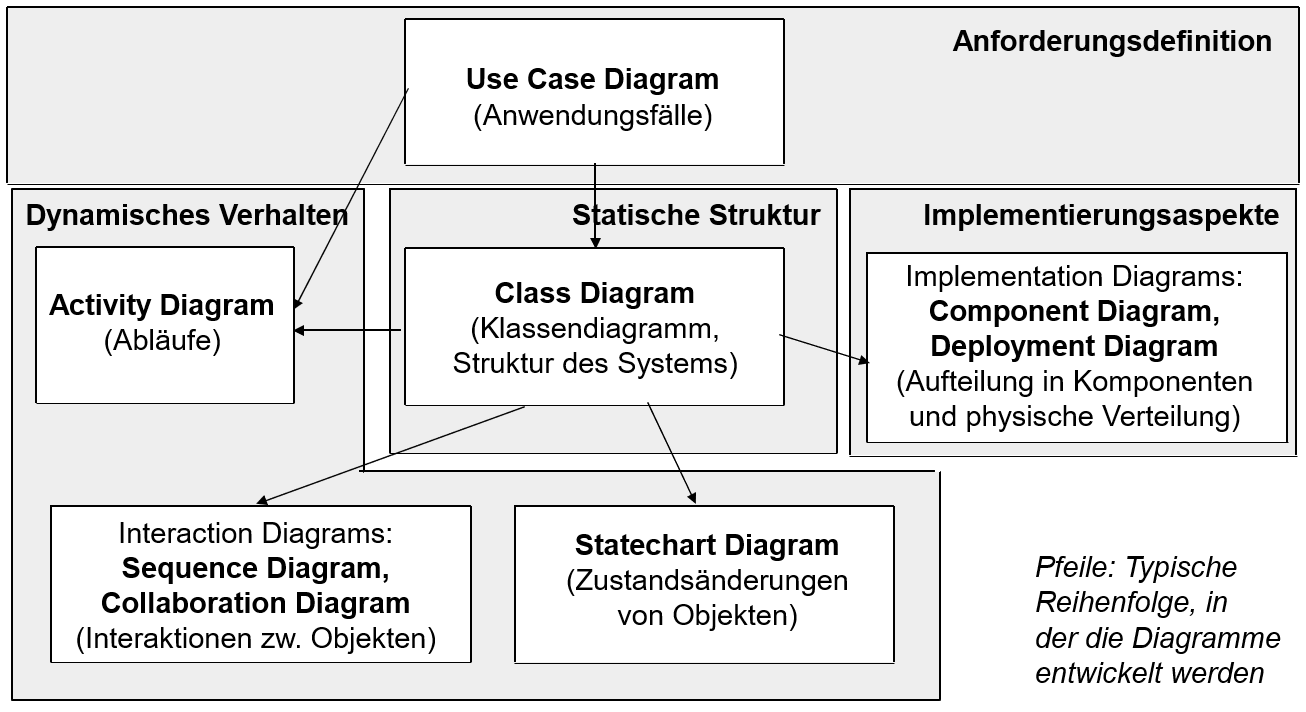 Anforderungsdefinition
Use Case Diagram
(Anwendungsfälle)
Dynamisches Verhalten
Activity Diagram
(Abläufe)
Statische Struktur
Class Diagram
(Klassendiagramm,
Struktur des Systems)
Implementierungsaspekte
Implementation Diagrams:
Component Diagram,
Deployment Diagram
(Aufteilung in Komponenten
und physische Verteilung)
Interaction Diagrams:
Sequence Diagram,
Collaboration Diagram
(Interaktionen zw. Objekten)
Statechart Diagram
(Zustandsänderungen
von Objekten)
Pfeile: Typische
Reihenfolge, in
der die Diagramme
entwickelt werden